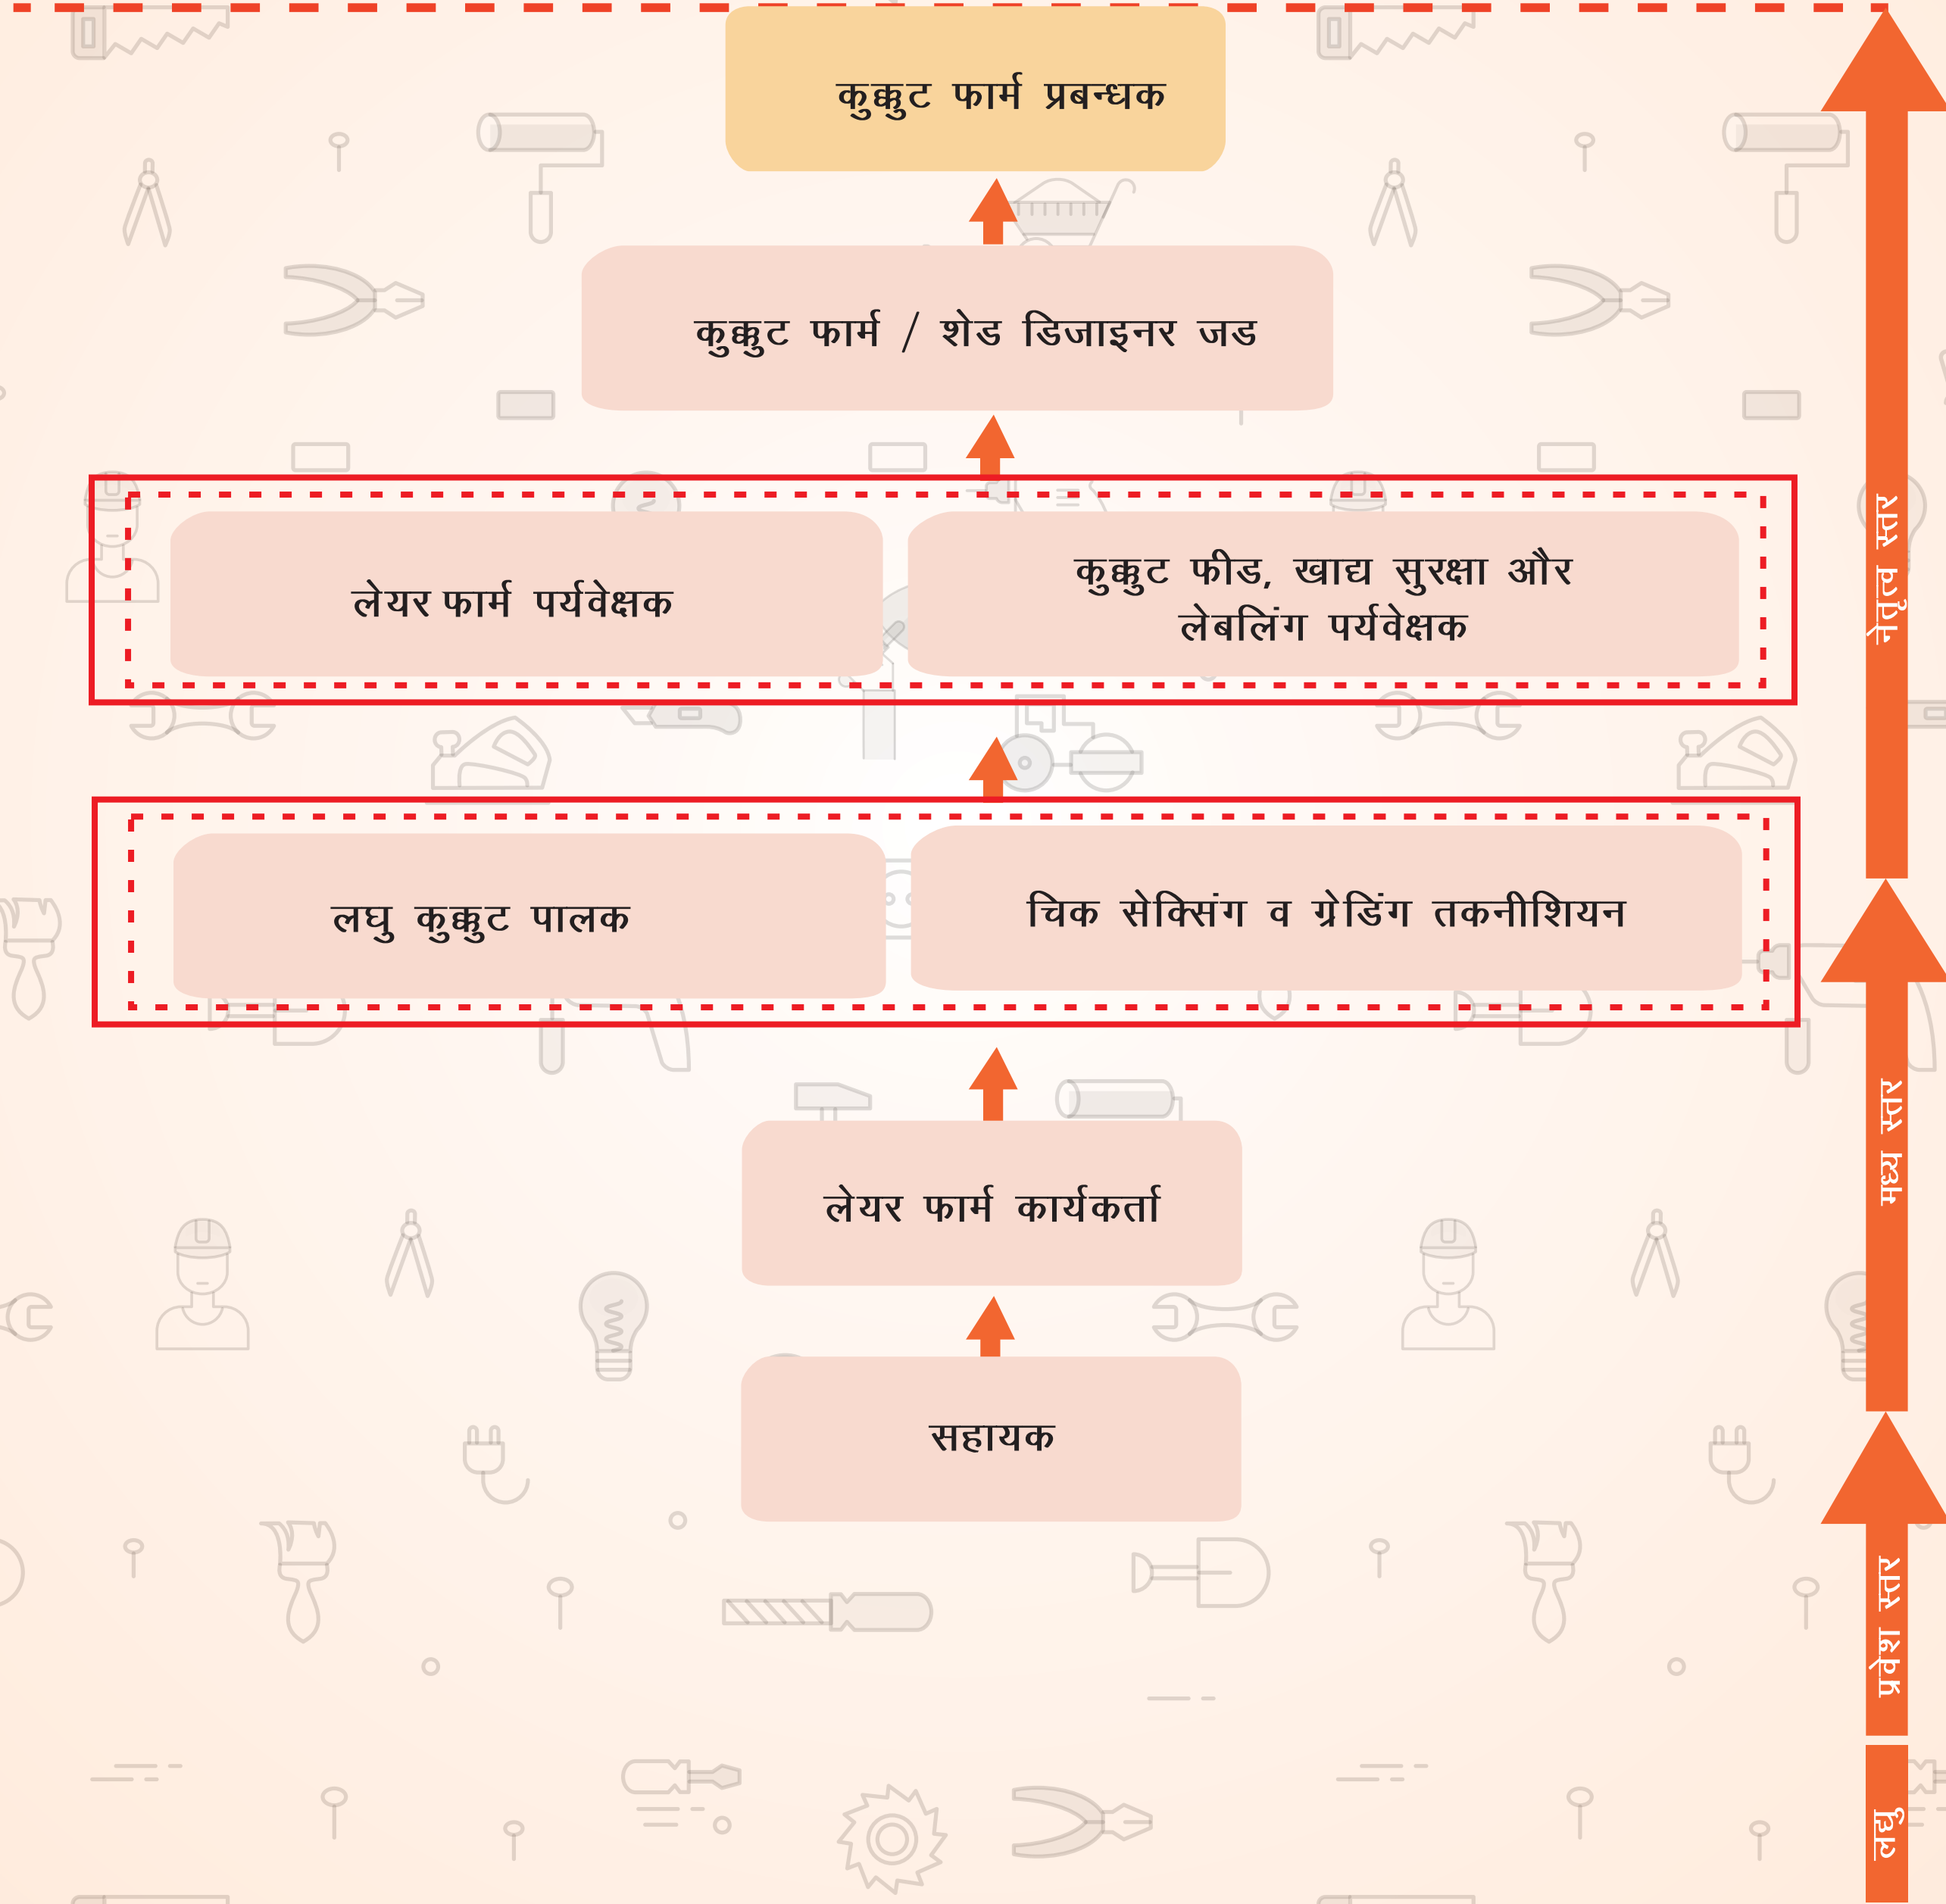 कुक्कुट फार्म प्रबन्धक
कुक्कुट फार्म / शेड डिजाइनर जड
लेयर फार्म पर्यवेक्षक
कुक्कुट फीड, खाद्य सुरक्षा और
लेबलिंग पर्यवेक्षक
लघु कुक्कुट पालक
चिक सेक्सिंग व ग्रेडिंग तकनीशियन
लेयर फार्म कार्यकर्ता
सहायक
नेतृत्व स्तर
मध्य स्तर
प्रवेश स्तर